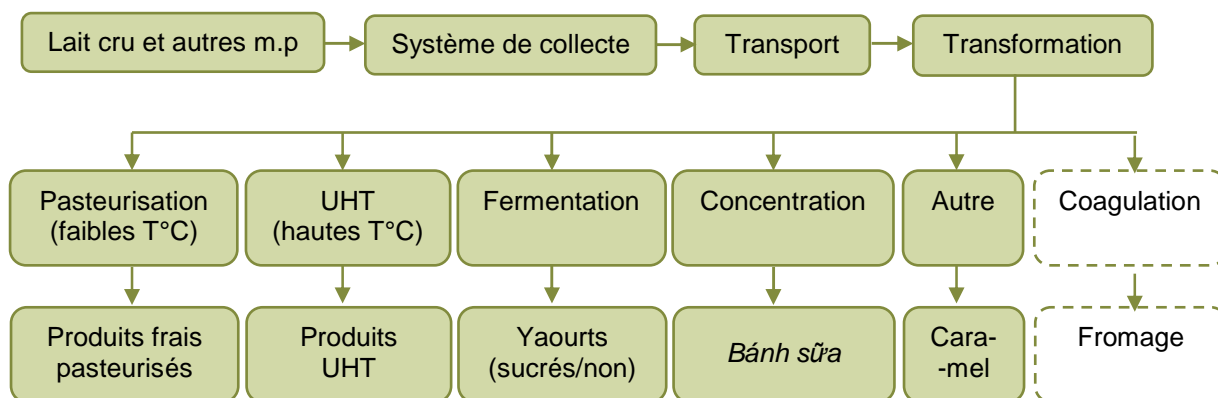 Lait cru et autres m.p
Système de collecte
Transport
Transformation
Pasteurisation
(faibles T°C)
UHT
(hautes T°C)
Fermentation
Concentration
Autre
Coagulation
Produits frais
pasteurisés
Produits
UHT
Yaourts
(sucrés/non)
Bánh sữa
Cara-
-mel
Fromage